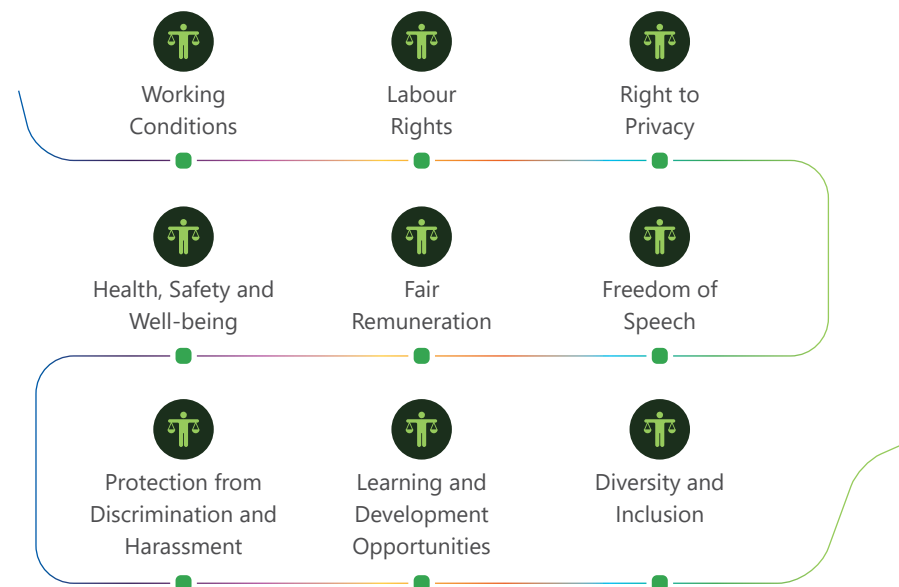 Working
Conditions
Labour
Rights
Right to
Privacy
Health, Safety and
Well-being
Fair
Remuneration
Freedom of
Speech
Protection from
Discrimination and
Harassment
Learning and
Development
Opportunities
Diversity and
Inclusion